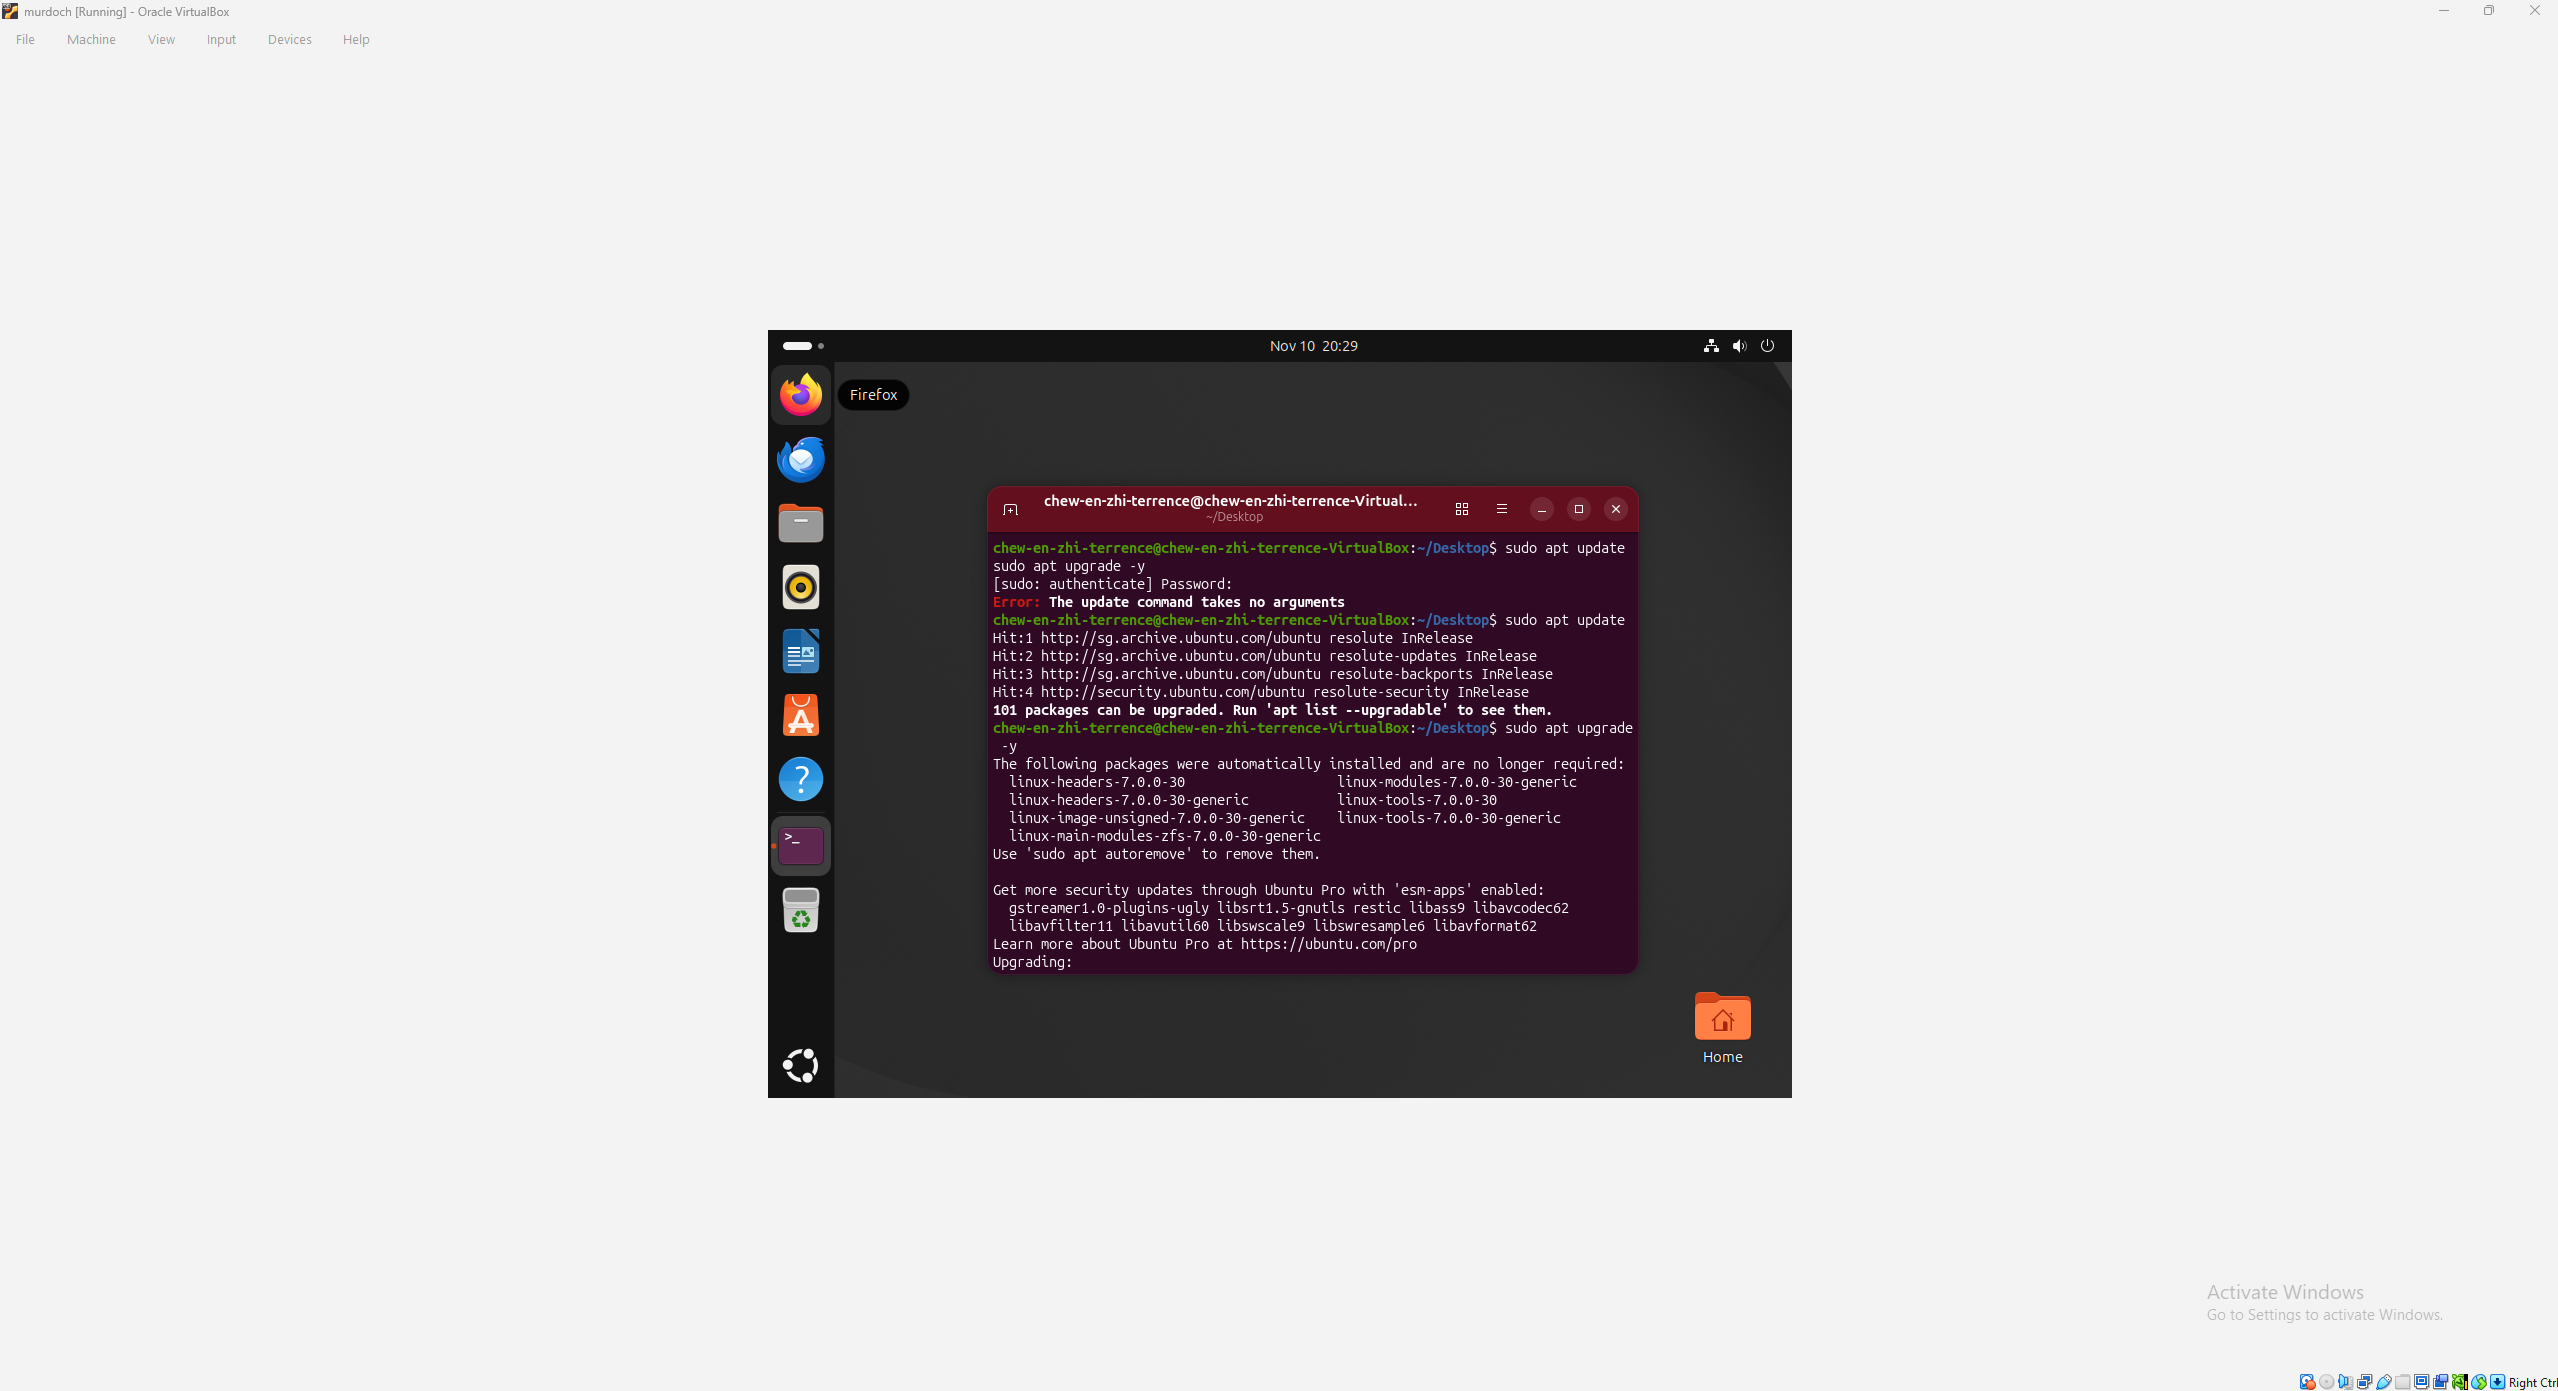 murdoch [Running] - Oracle VirtualBox
File Machine View Input Devices Help
Nov 10 20:29
Firefox
chew-en-zhi-terrence@chew-en-zhi-terrence-Virtual...
~/Desktop
chew-en-zhi-terrence@chew-en-zhi-terrence-VirtualBox:~/Desktop$ sudo apt update
sudo apt upgrade -y
[sudo: authenticate] Password:
Error: The update command takes no arguments
chew-en-zhi-terrence@chew-en-zhi-terrence-VirtualBox:~/Desktop$ sudo apt update
Hit:1 http://sg.archive.ubuntu.com/ubuntu resolute InRelease
Hit:2 http://sg.archive.ubuntu.com/ubuntu resolute-updates InRelease
Hit:3 http://sg.archive.ubuntu.com/ubuntu resolute-backports InRelease
Hit:4 http://security.ubuntu.com/ubuntu resolute-security InRelease
101 packages can be upgraded. Run 'apt list --upgradable' to see them.
chew-en-zhi-terrence@chew-en-zhi-terrence-VirtualBox:~/Desktop$ sudo apt upgrade
-y
The following packages were automatically installed and are no longer required:
linux-headers-7.0.0-30 linux-modules-7.0.0-30-generic
linux-headers-7.0.0-30-generic linux-tools-7.0.0-30
linux-image-unsigned-7.0.0-30-generic linux-tools-7.0.0-30-generic
linux-main-modules-zfs-7.0.0-30-generic
Use 'sudo apt autoremove' to remove them.
Get more security updates through Ubuntu Pro with 'esm-apps' enabled:
gstreamer1.0-plugins-ugly libsrt1.5-gnutls restic libass9 libavcodec62
libavfilter11 libavutil60 libswscale9 libswresample6 libavformat62
Learn more about Ubuntu Pro at https://ubuntu.com/pro
Upgrading:
Home
Activate Windows
Go to Settings to activate Windows.
Right Ctrl